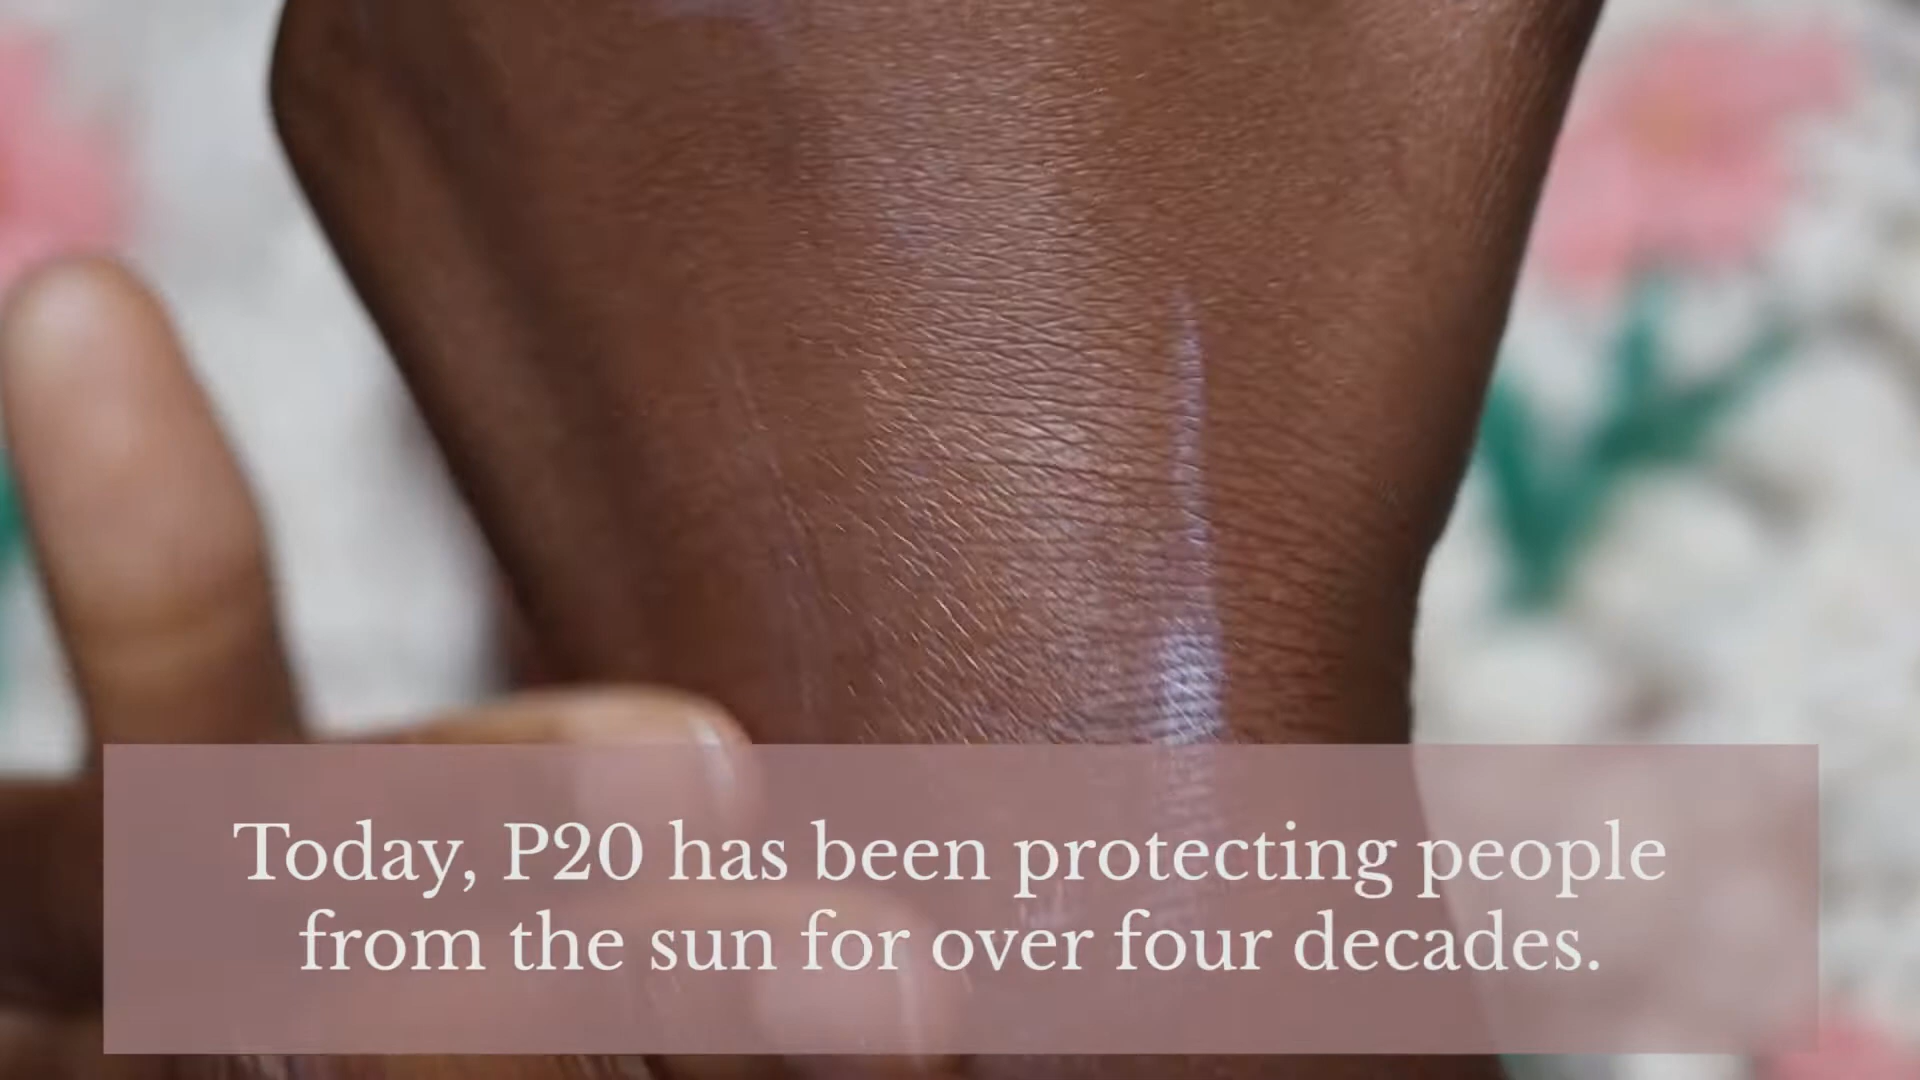 Today, P20 has been protecting people
from the sun for over four decades.